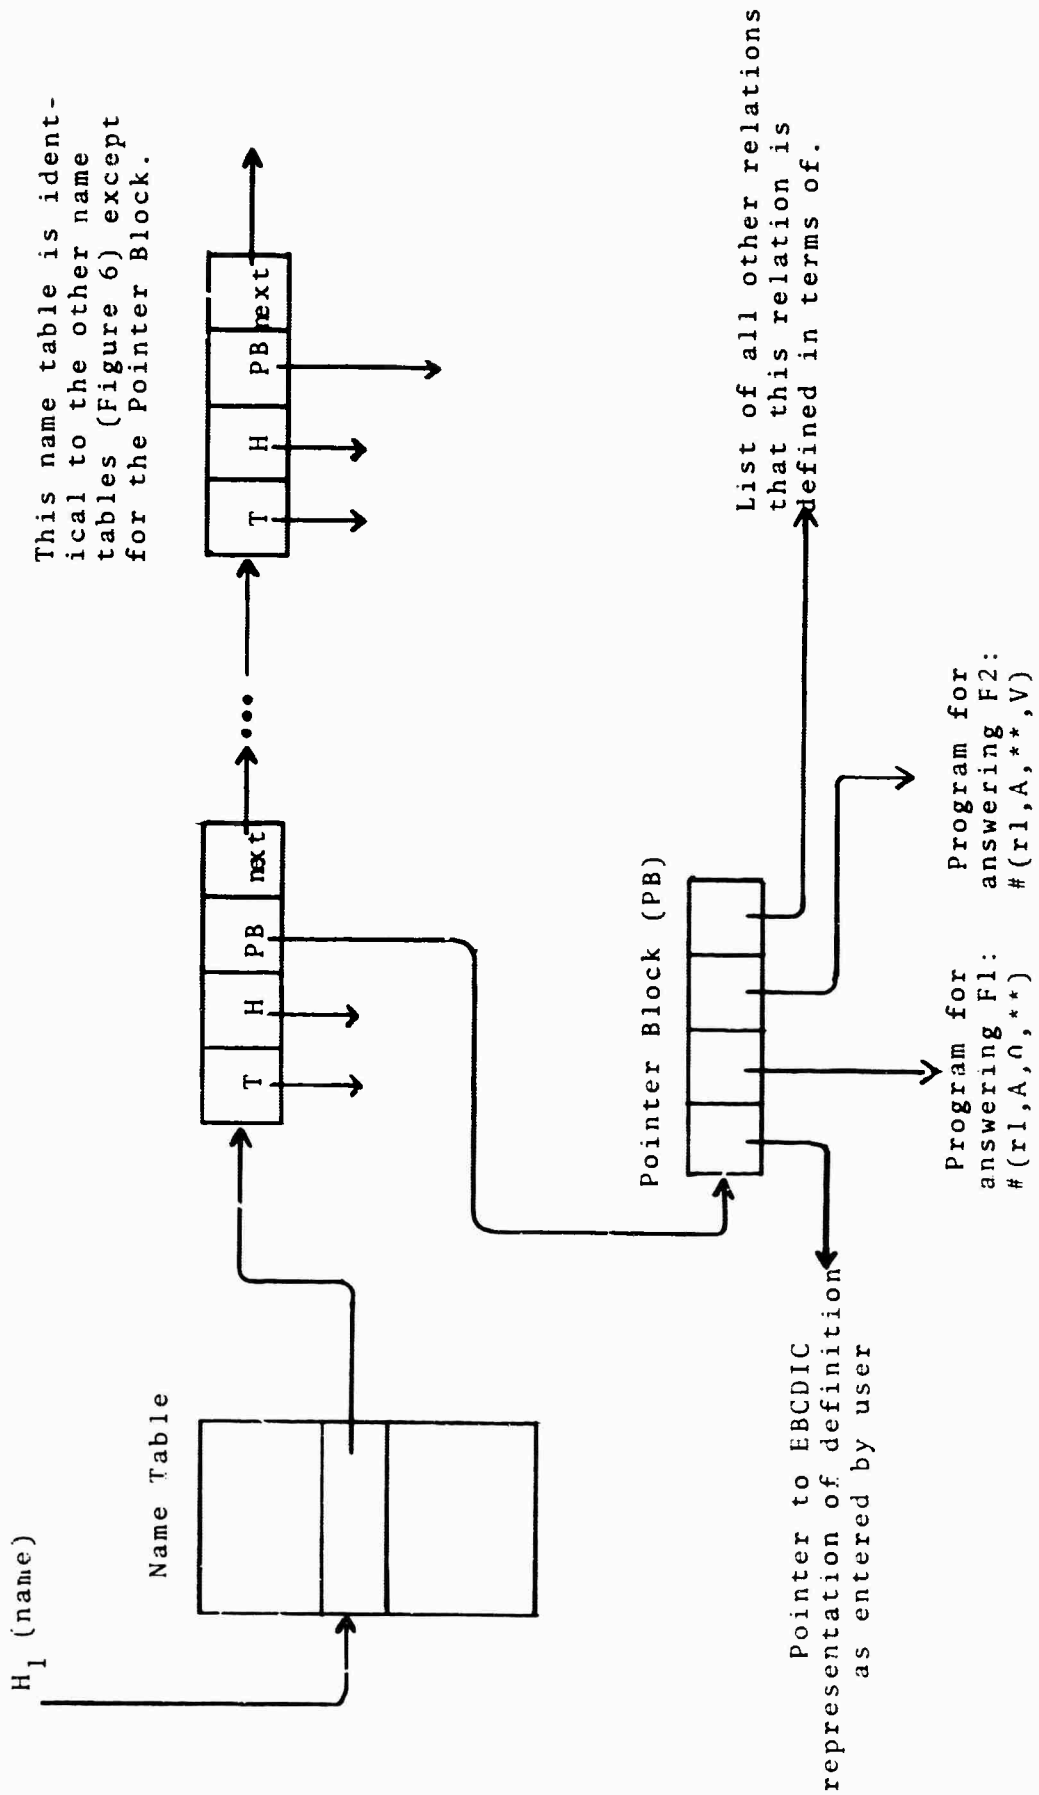 H1 (name)
Name Table
This name table is ident-
ical to the other name
tables (Figure 6) except
for the Pointer Block.
T H PB next
T H PB next
Pointer Block (PB)
Pointer to EBCDIC
representation of definition
as entered by user
Program for
answering F1:
#(r1,A,O,**)
Program for
answering F2:
#(r1,A,**,V)
List of all other relations
that this relation is
defined in terms of.